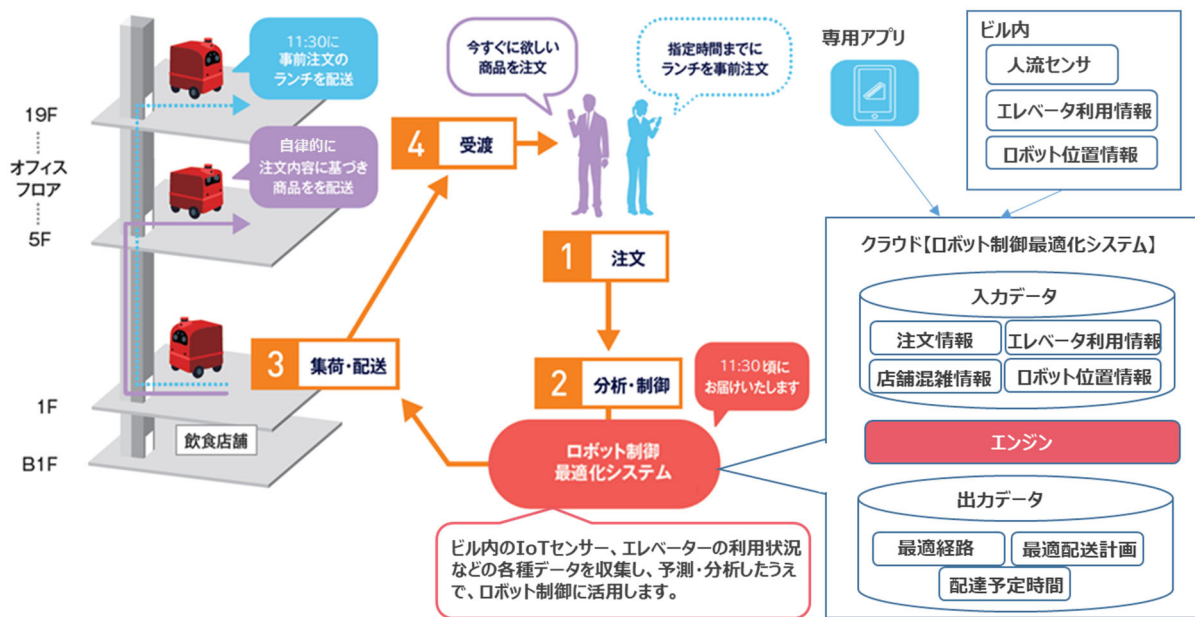 11:30に
事前注文の
ランチを配送
19F
オフィス
フロア
5F
自律的に
注文内容に基づき
商品をを配送
1F
飲食店舗
B1F
今すぐに欲しい
商品を注文
指定時間までに
ランチを事前注文
4 受渡
1 注文
3 集荷・配送
2 分析・制御
11:30頃に
お届けいたします
ロボット制御
最適化システム
ビル内のIoTセンサー、エレベーターの利用状況
などの各種データを収集し、予測・分析したうえ
で、ロボット制御に活用します。
専用アプリ
ビル内
人流センサ
エレベータ利用情報
ロボット位置情報
クラウド【ロボット制御最適化システム】
入力データ
注文情報 エレベータ利用情報
店舗混雑情報 ロボット位置情報
エンジン
出力データ
最適経路 最適配送計画
配達予定時間